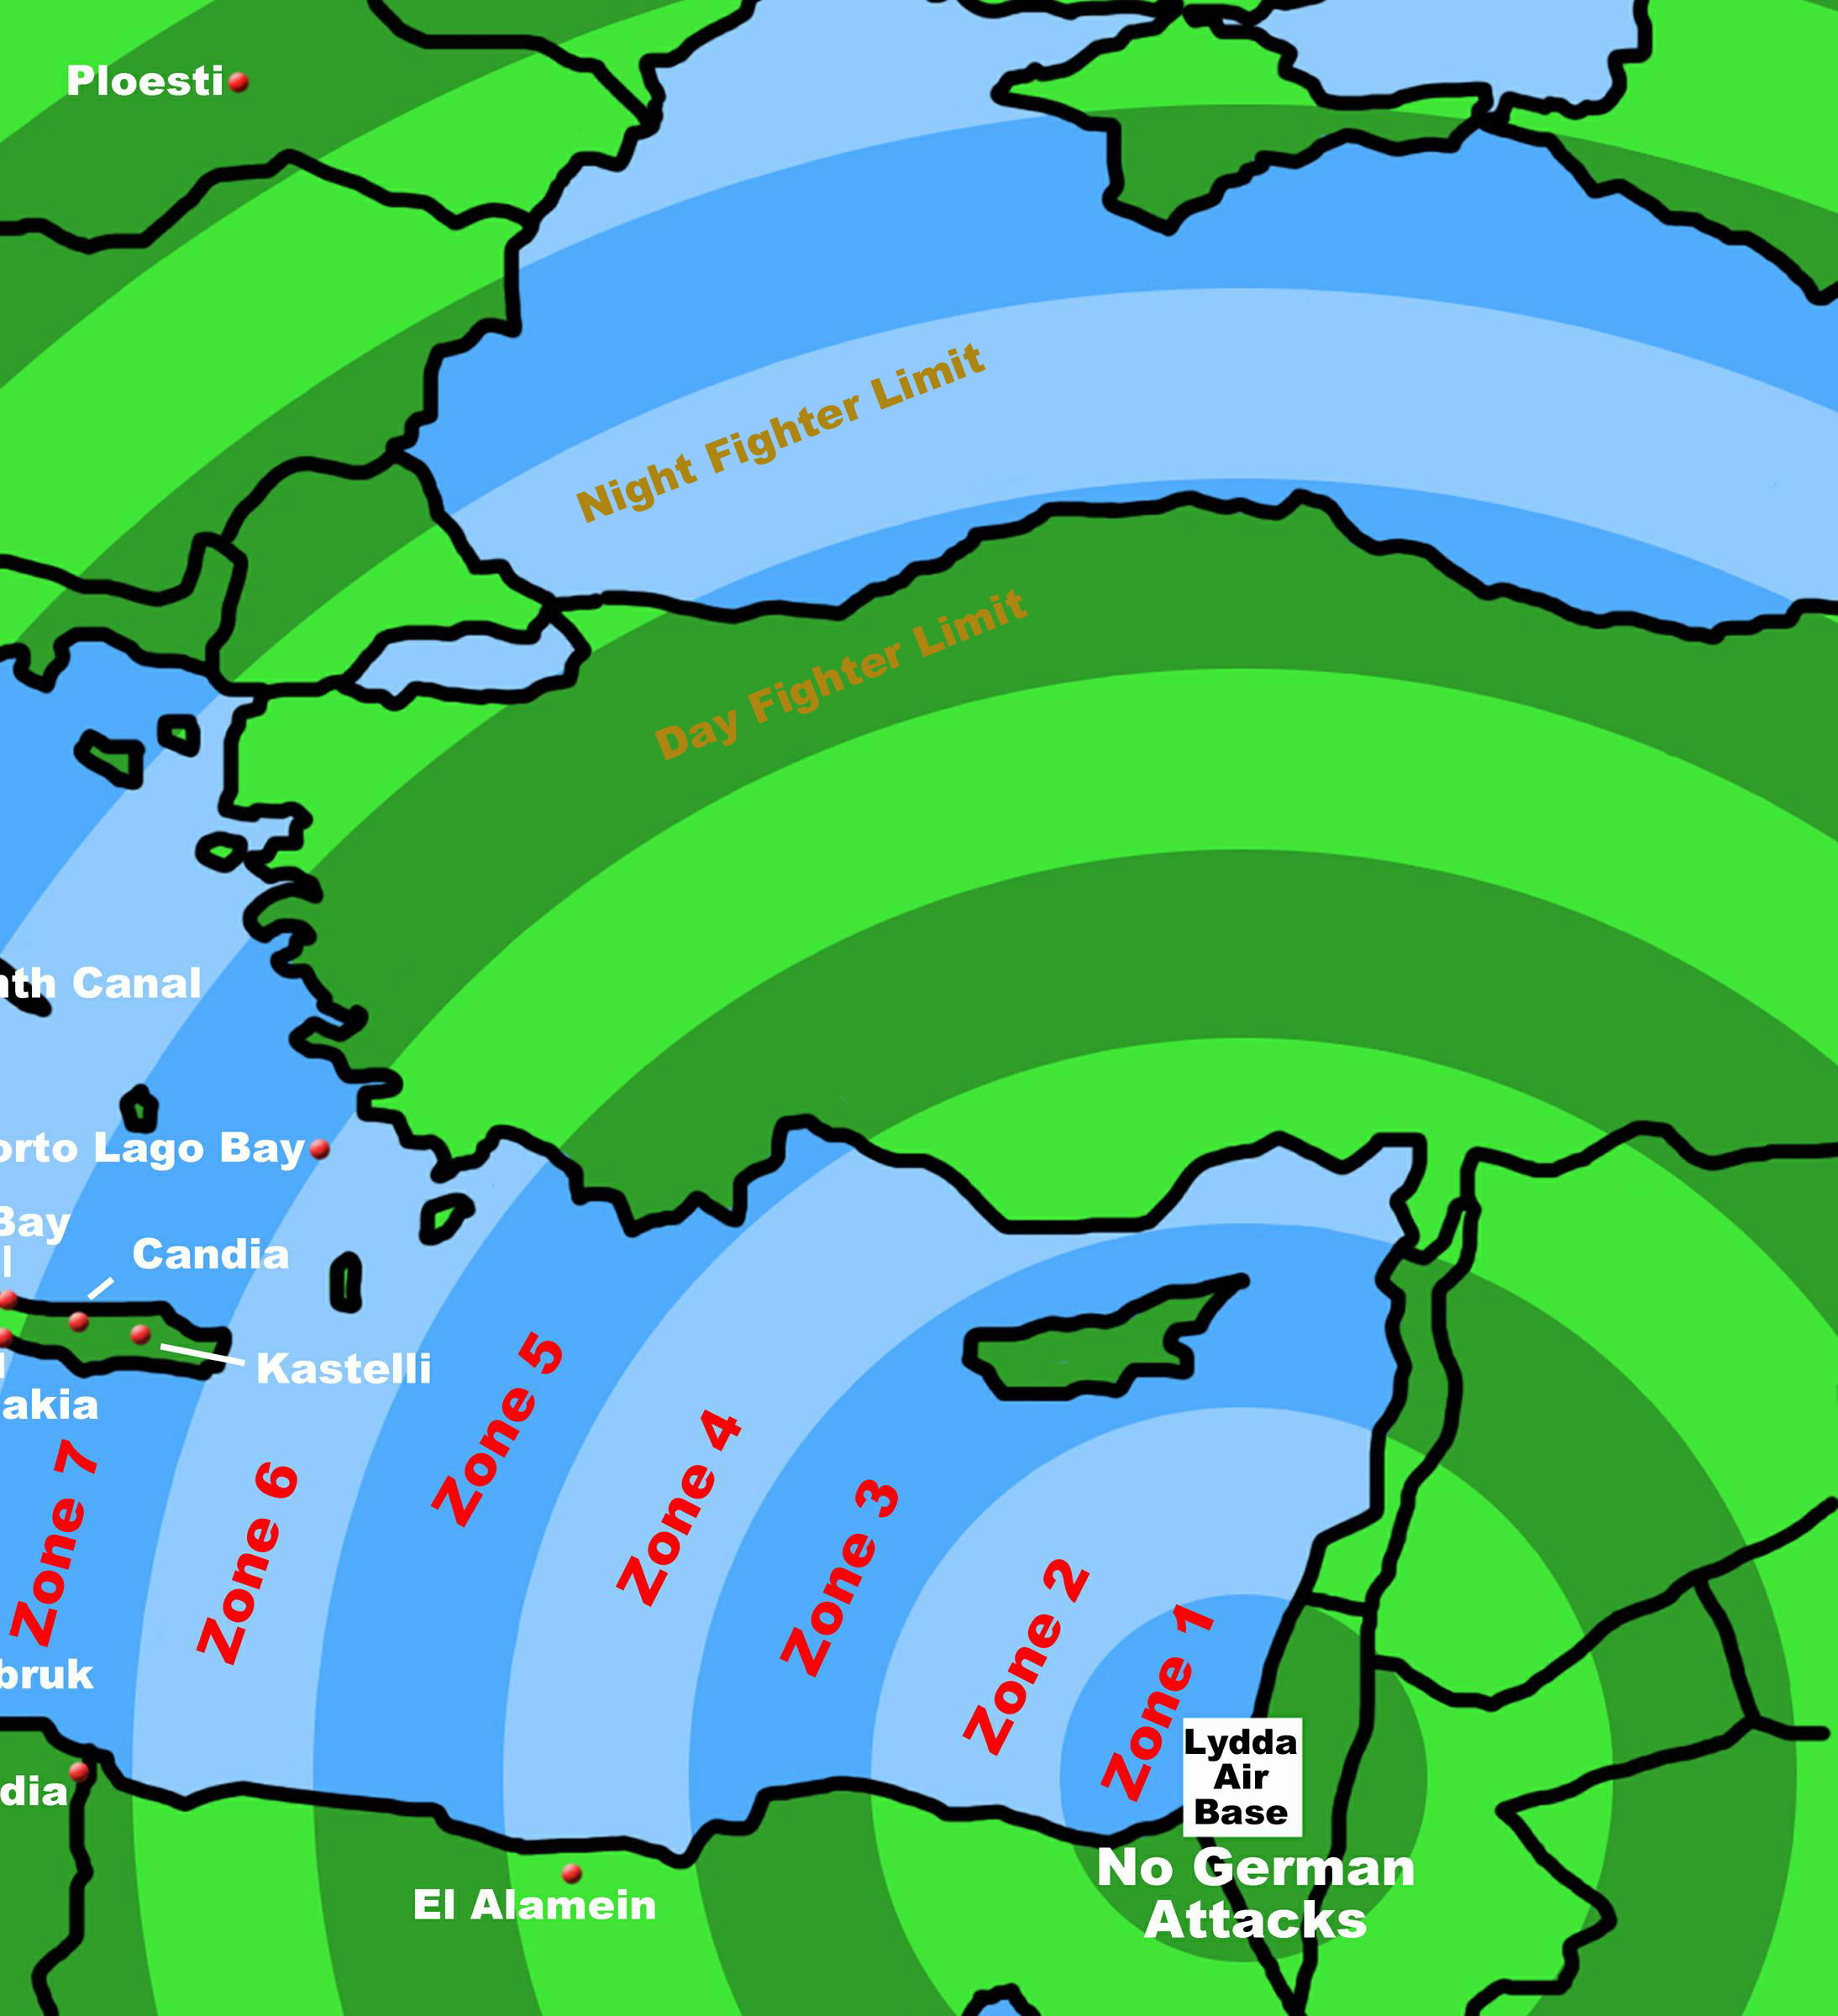 Ploesti
Night Fighter Limit
Day Fighter Limit
nth Canal
orto Lago Bay
Bay
l
Candia
Kastelli
akia
Zone 7
Zone 6
Zone 5
Zone 4
Zone 3
Zone 2
Zone 1
bruk
dia
El Alamein
Lydda
Air
Base
No German
Attacks